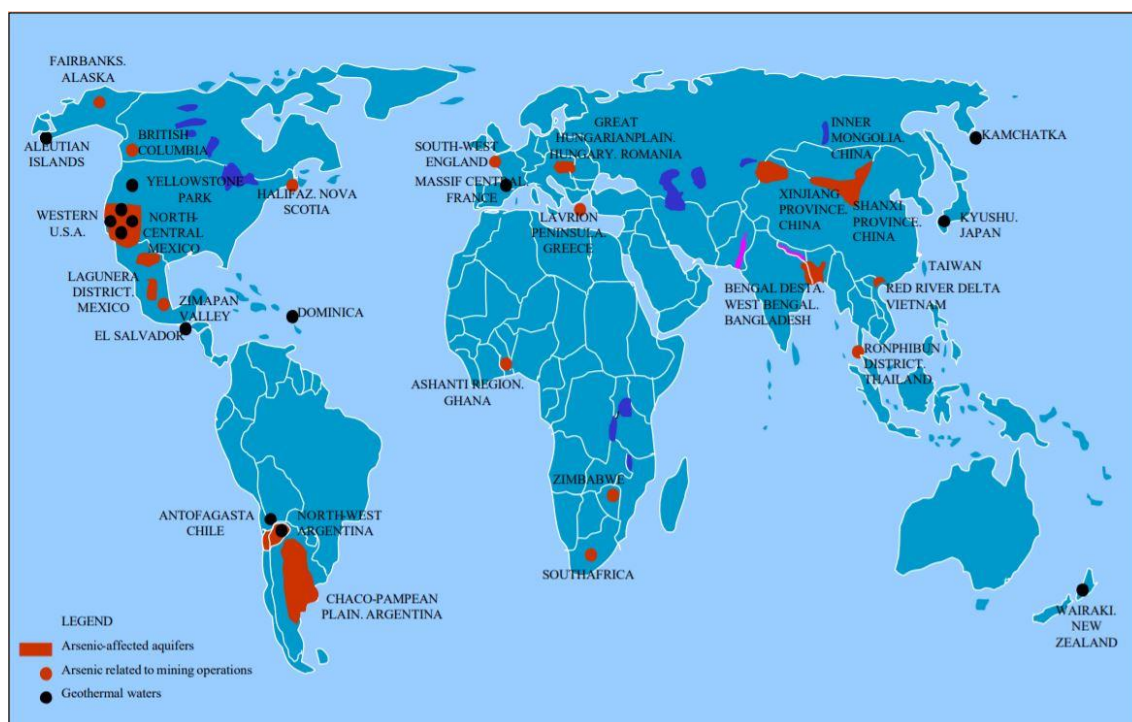 FAIRBANKS.
ALASKA
ALEUTIAN
ISLANDS
BRITISH
COLUMBIA
YELLOWSTONE
PARK
HALIFAZ. NOVA
SCOTIA
WESTERN
U.S.A.
NORTH-
CENTRAL
MEXICO
LAGUNERA
DISTRICT.
MEXICO
ZIMAPAN
VALLEY
EL SALVADOR
DOMINICA
SOUTH-WEST
ENGLAND
GREAT
HUNGARIANPLAIN.
HUNGARY. ROMANIA
MASSIF CENTRAL.
FRANCE
LAVRION
PENINSULA.
GREECE
INNER
MONGOLIA.
CHINA
KAMCHATKA
XINJIANG
PROVINCE.
CHINA
SHANXI
PROVINCE.
CHINA
KYUSHU.
JAPAN
TAIWAN
BENGAL DESTA.
WEST BENGAL.
BANGLADESH
RED RIVER DELTA
VIETNAM
RONPHIBUN
DISTRICT.
THAILAND
ASHANTI REGION.
GHANA
ZIMBABWE
SOUTHAFRICA
ANTOFAGASTA
CHILE
NORTH-WEST
ARGENTINA
CHACO-PAMPEAN
PLAIN. ARGENTINA
WAIRAKI.
NEW
ZEALAND
LEGEND
Arsenic-affected aquifers
Arsenic related to mining operations
Geothermal waters